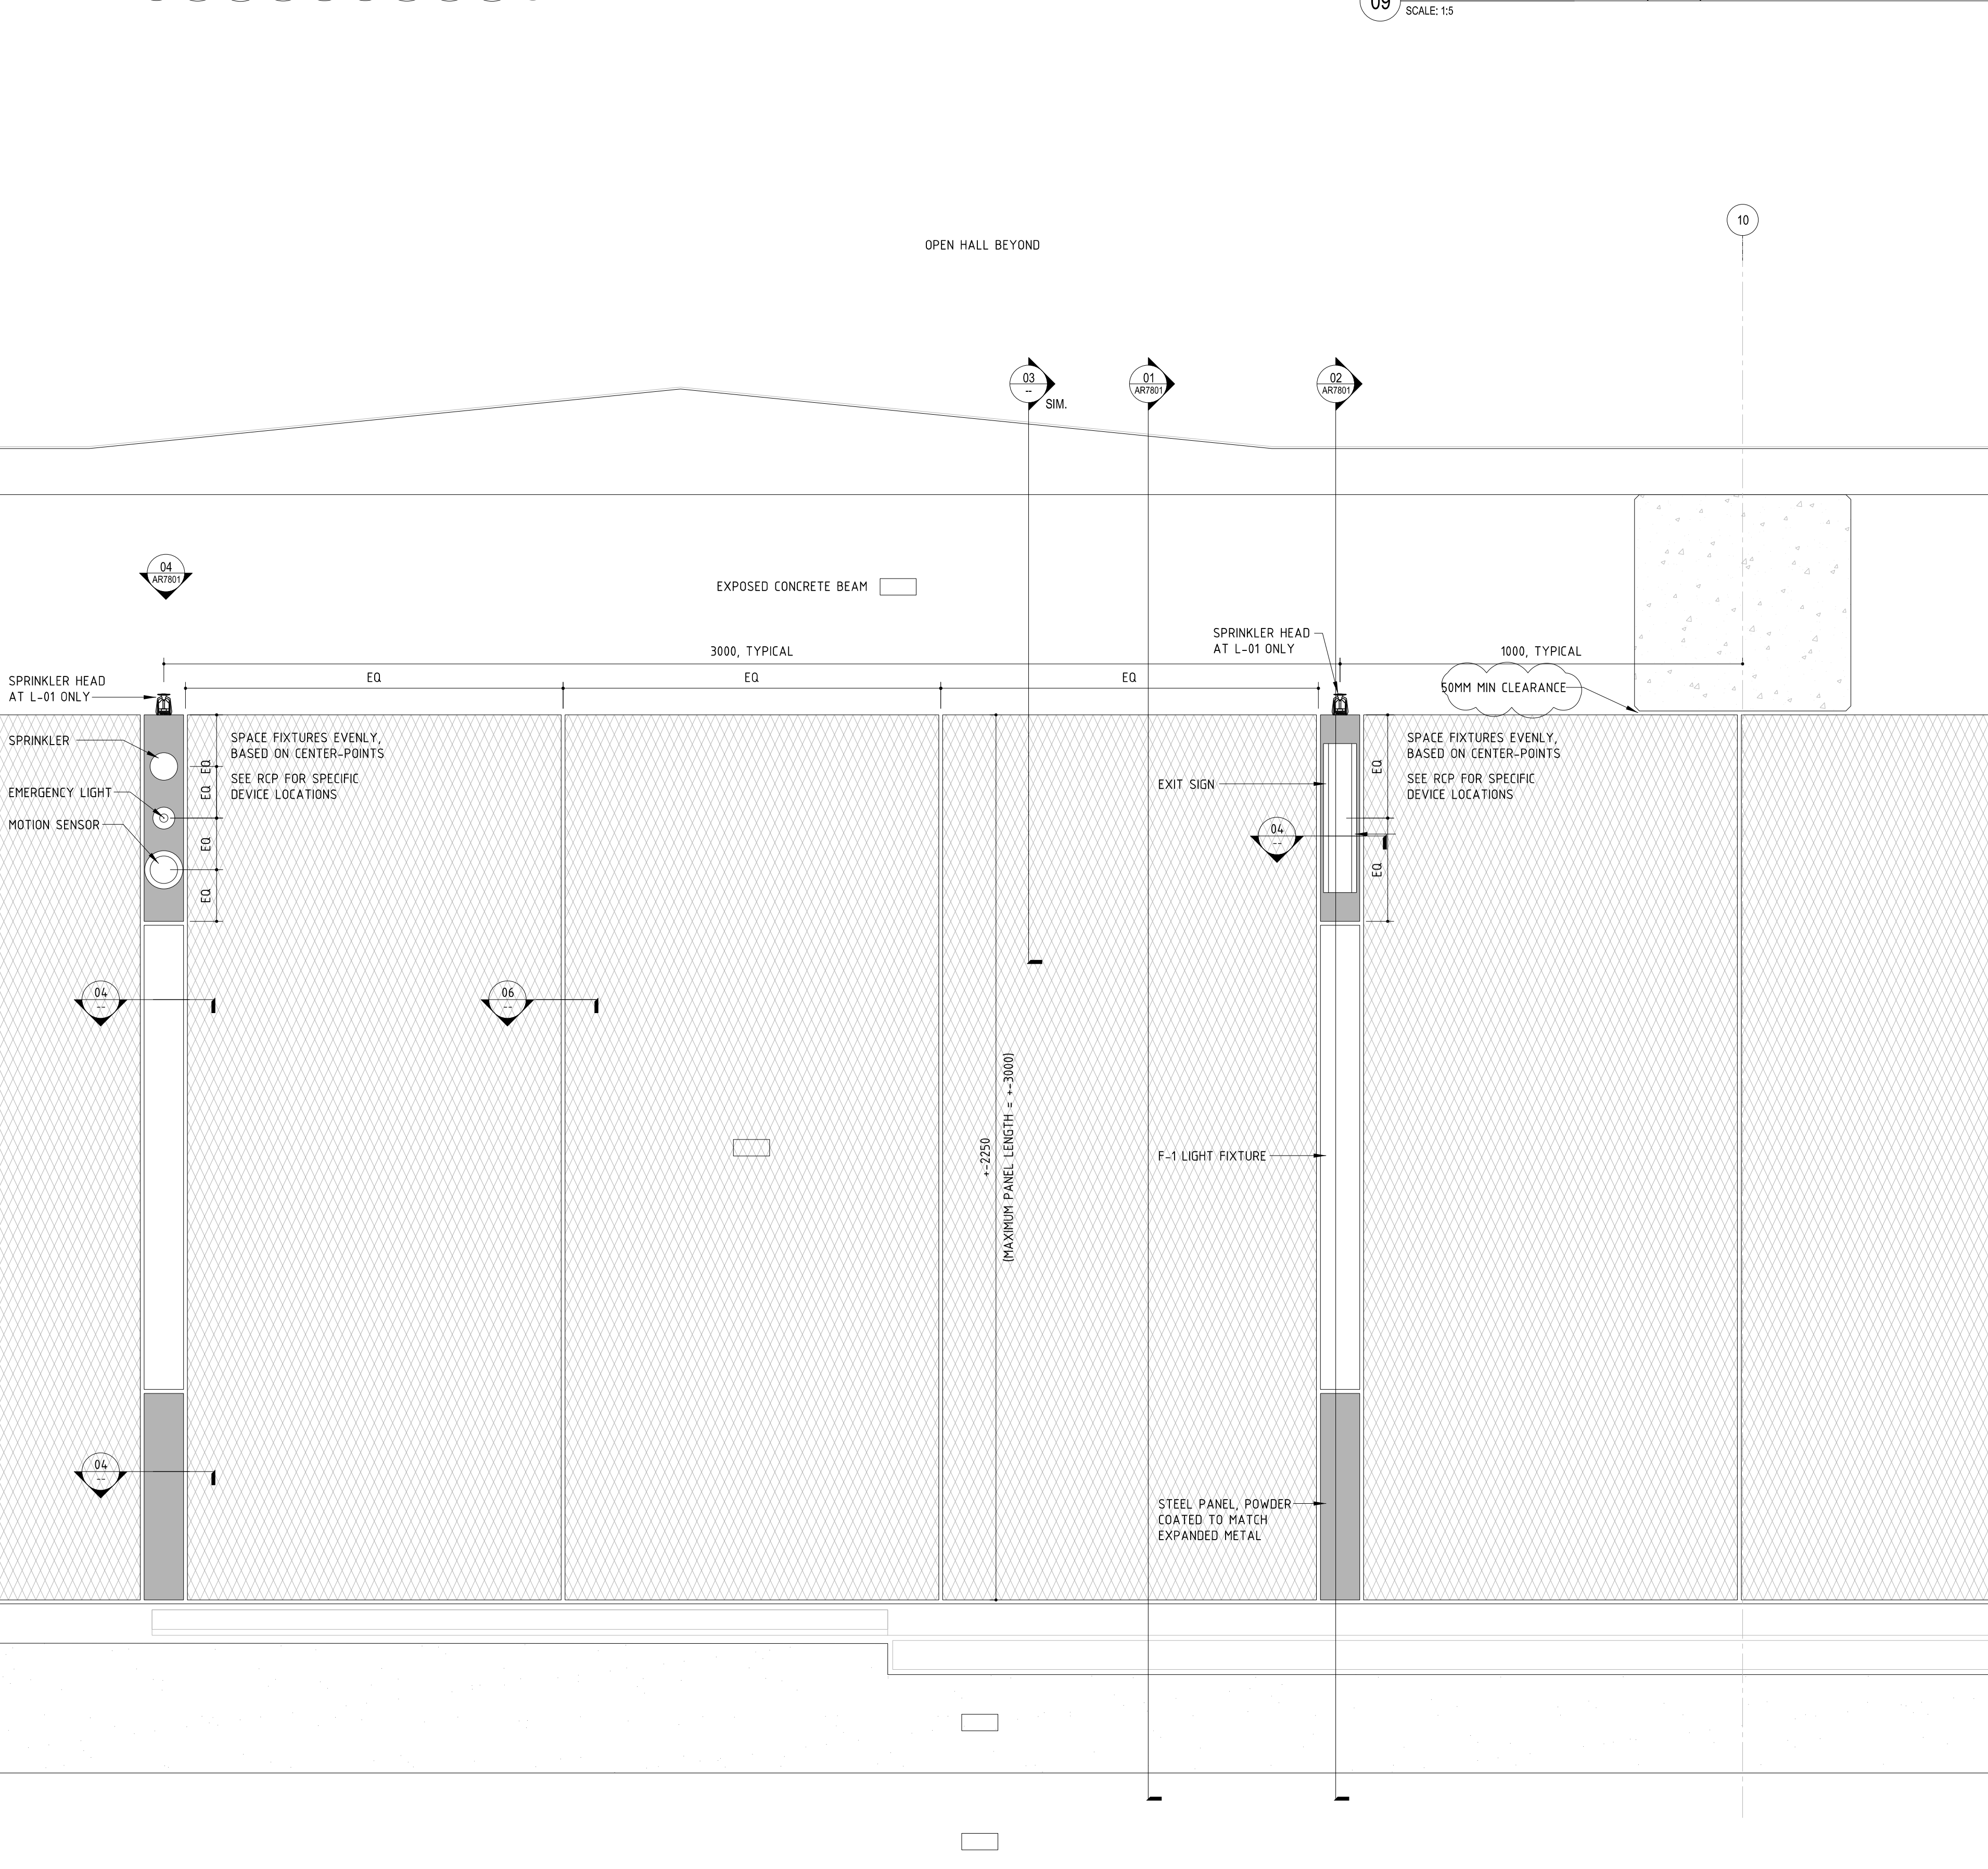 09
SCALE: 1:5
10
OPEN HALL BEYOND
03
--
SIM.
01
AR7801
02
AR7801
04
AR7801
EXPOSED CONCRETE BEAM
SPRINKLER HEAD
AT L-01 ONLY
3000, TYPICAL
1000, TYPICAL
SPRINKLER HEAD
AT L-01 ONLY
EQ
EQ
EQ
50MM MIN CLEARANCE
SPRINKLER
EMERGENCY LIGHT
MOTION SENSOR
EQ
EQ
EQ
EQ
SPACE FIXTURES EVENLY,
BASED ON CENTER-POINTS
SEE RCP FOR SPECIFIC
DEVICE LOCATIONS
EXIT SIGN
04
--
EQ
EQ
SPACE FIXTURES EVENLY,
BASED ON CENTER-POINTS
SEE RCP FOR SPECIFIC
DEVICE LOCATIONS
04
--
06
--
+-2250
(MAXIMUM PANEL LENGTH = +-3000)
F-1 LIGHT FIXTURE
04
--
STEEL PANEL, POWDER
COATED TO MATCH
EXPANDED METAL